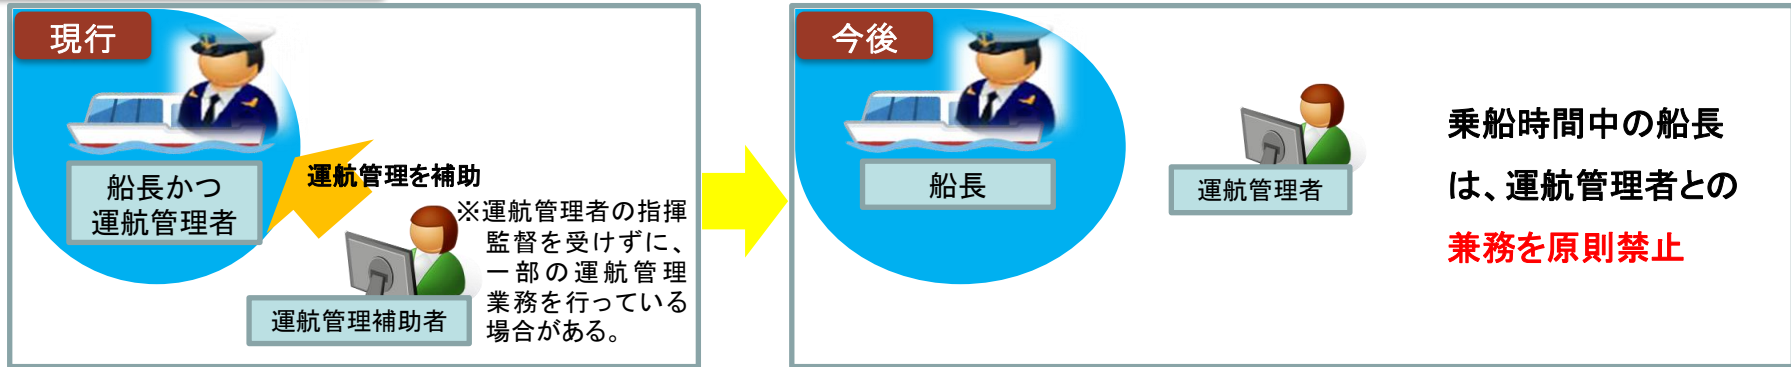 現行
船長かつ
運航管理者
運航管理を補助
※運航管理者の指揮
監督を受けずに、
一部の運航管理
業務を行っている
場合がある。
運航管理補助者
今後
船長
運航管理者
乗船時間中の船長
は、運航管理者との
兼務を原則禁止